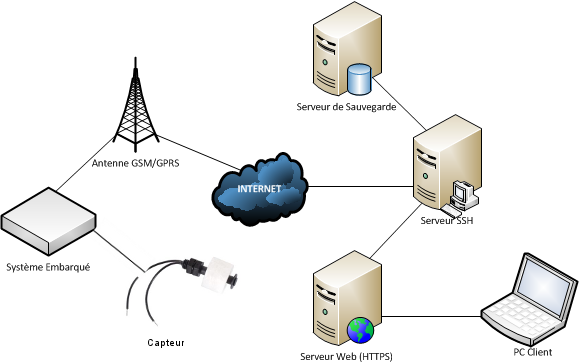 Serveur de Sauvegarde
Antenne GSM/GPRS
INTERNET
Serveur SSH
Système Embarqué
Capteur
Serveur Web (HTTPS)
PC Client